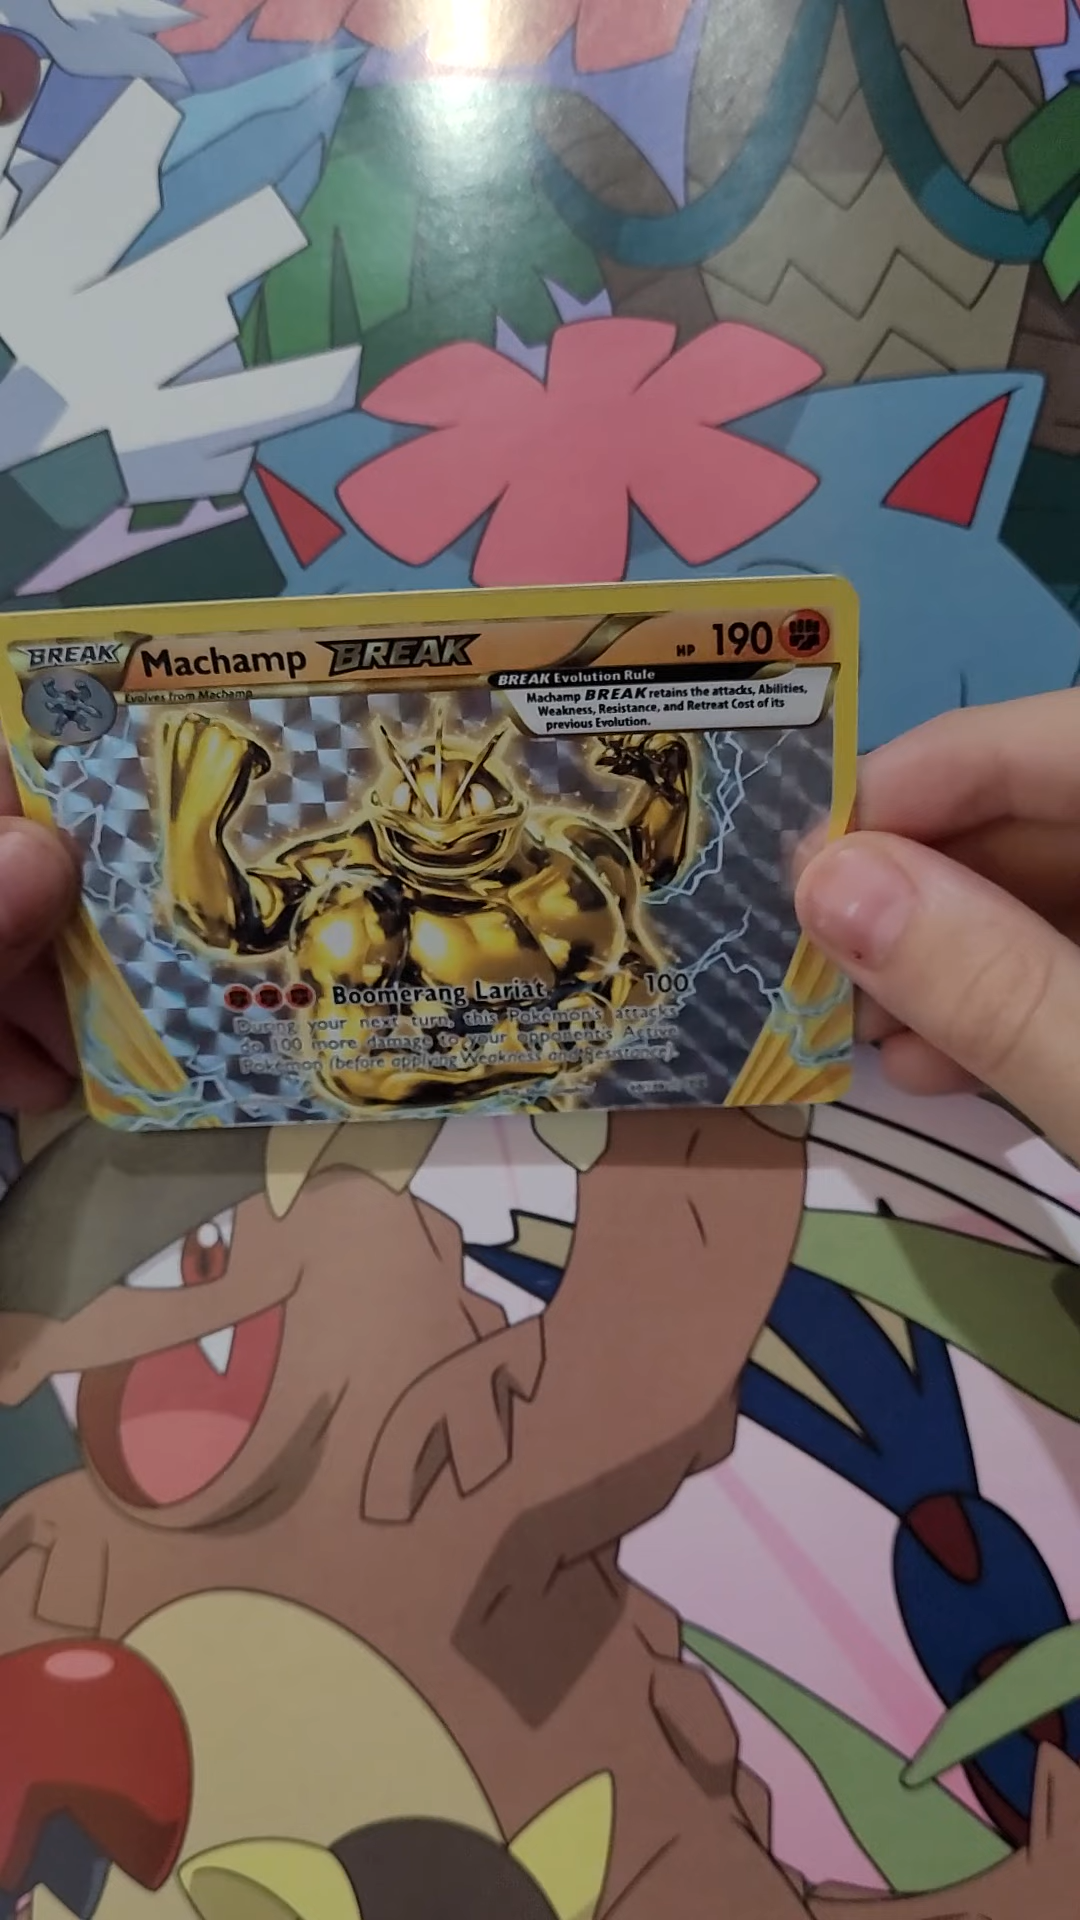 BREAK Machamp BREAK HP 190
Evolves from Machamp
BREAK Evolution Rule
Machamp BREAK retains the attacks, Abilities,
Weakness, Resistance, and Retreat Cost of its
previous Evolution.
Boomerang Lariat 100
During your next turn, this Pokémon's attacks
do 100 more damage to your opponent's Active
Pokémon (before applying Weakness and Resistance).